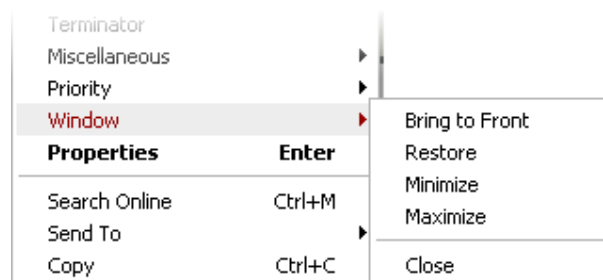 Terminator
Miscellaneous
Priority
Window
Properties Enter
Search Online Ctrl+M
Send To
Copy Ctrl+C
Bring to Front
Restore
Minimize
Maximize
Close